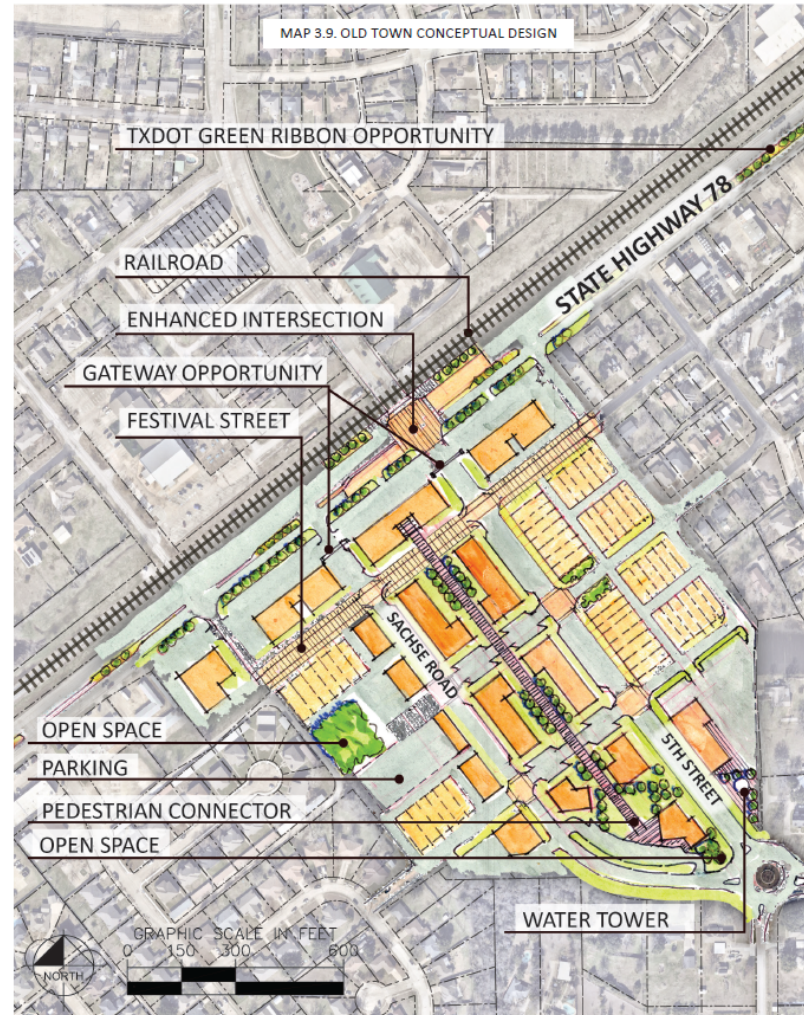 MAP 3.9. OLD TOWN CONCEPTUAL DESIGN
TXDOT GREEN RIBBON OPPORTUNITY
STATE HIGHWAY 78
RAILROAD
ENHANCED INTERSECTION
GATEWAY OPPORTUNITY
FESTIVAL STREET
SACHSE ROAD
OPEN SPACE
PARKING
5TH STREET
PEDESTRIAN CONNECTOR
OPEN SPACE
WATER TOWER
GRAPHIC SCALE IN FEET
0 150 300 600
NORTH